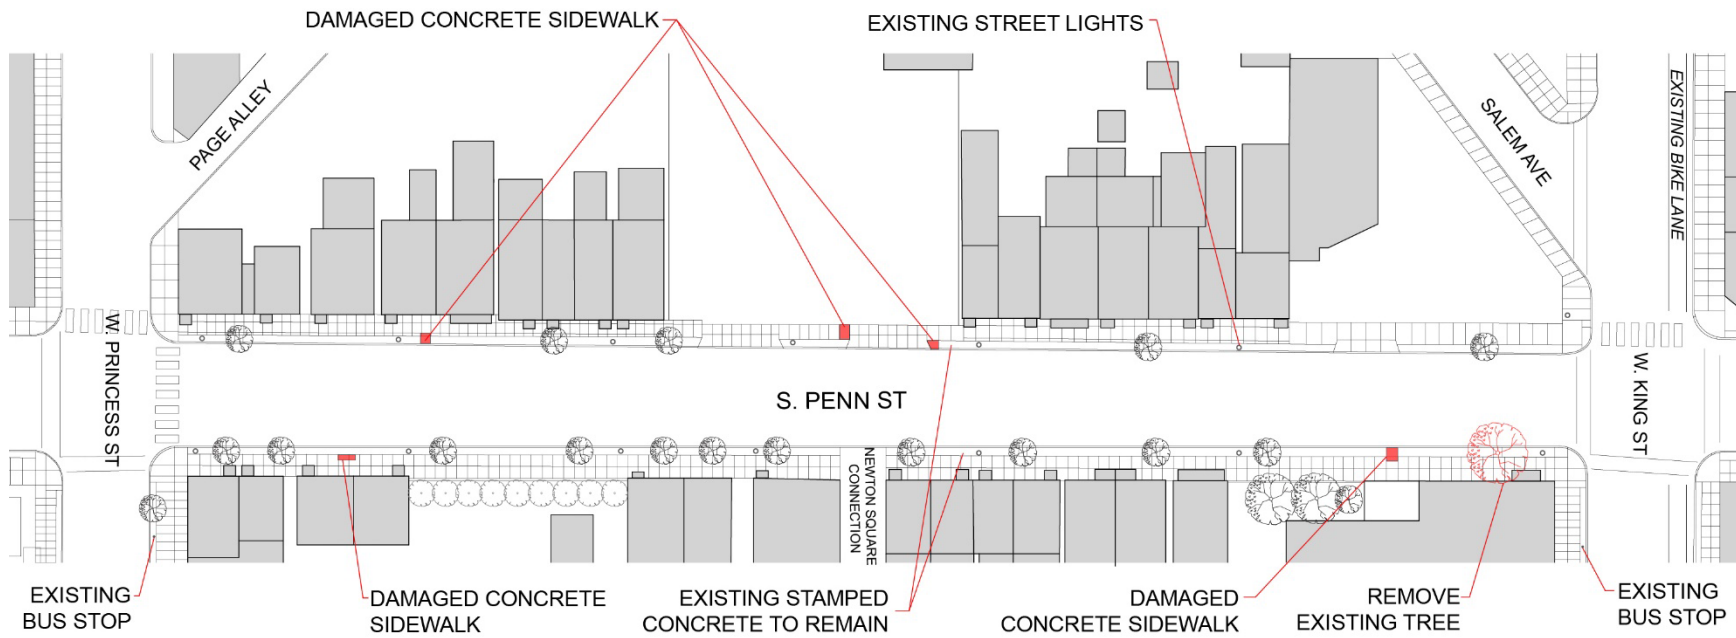 DAMAGED CONCRETE SIDEWALK
EXISTING STREET LIGHTS
PAGE ALLEY
SALEM AVE
EXISTING BIKE LANE
W. PRINCESS ST
S. PENN ST
W. KING ST
NEWTON SQUARE
CONNECTION
EXISTING
BUS STOP
DAMAGED CONCRETE
SIDEWALK
EXISTING STAMPED
CONCRETE TO REMAIN
DAMAGED
CONCRETE SIDEWALK
REMOVE
EXISTING TREE
EXISTING
BUS STOP